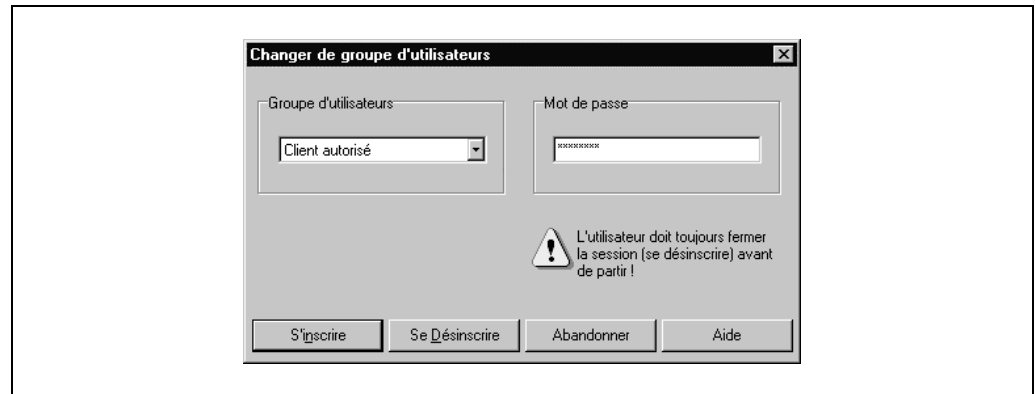 Changer de groupe d'utilisateurs
Groupe d'utilisateurs
Mot de passe
Client autorisé
********
L'utilisateur doit toujours fermer
la session (se désinscrire) avant
de partir !
S'inscrire
Se Désinscrire
Abandonner
Aide